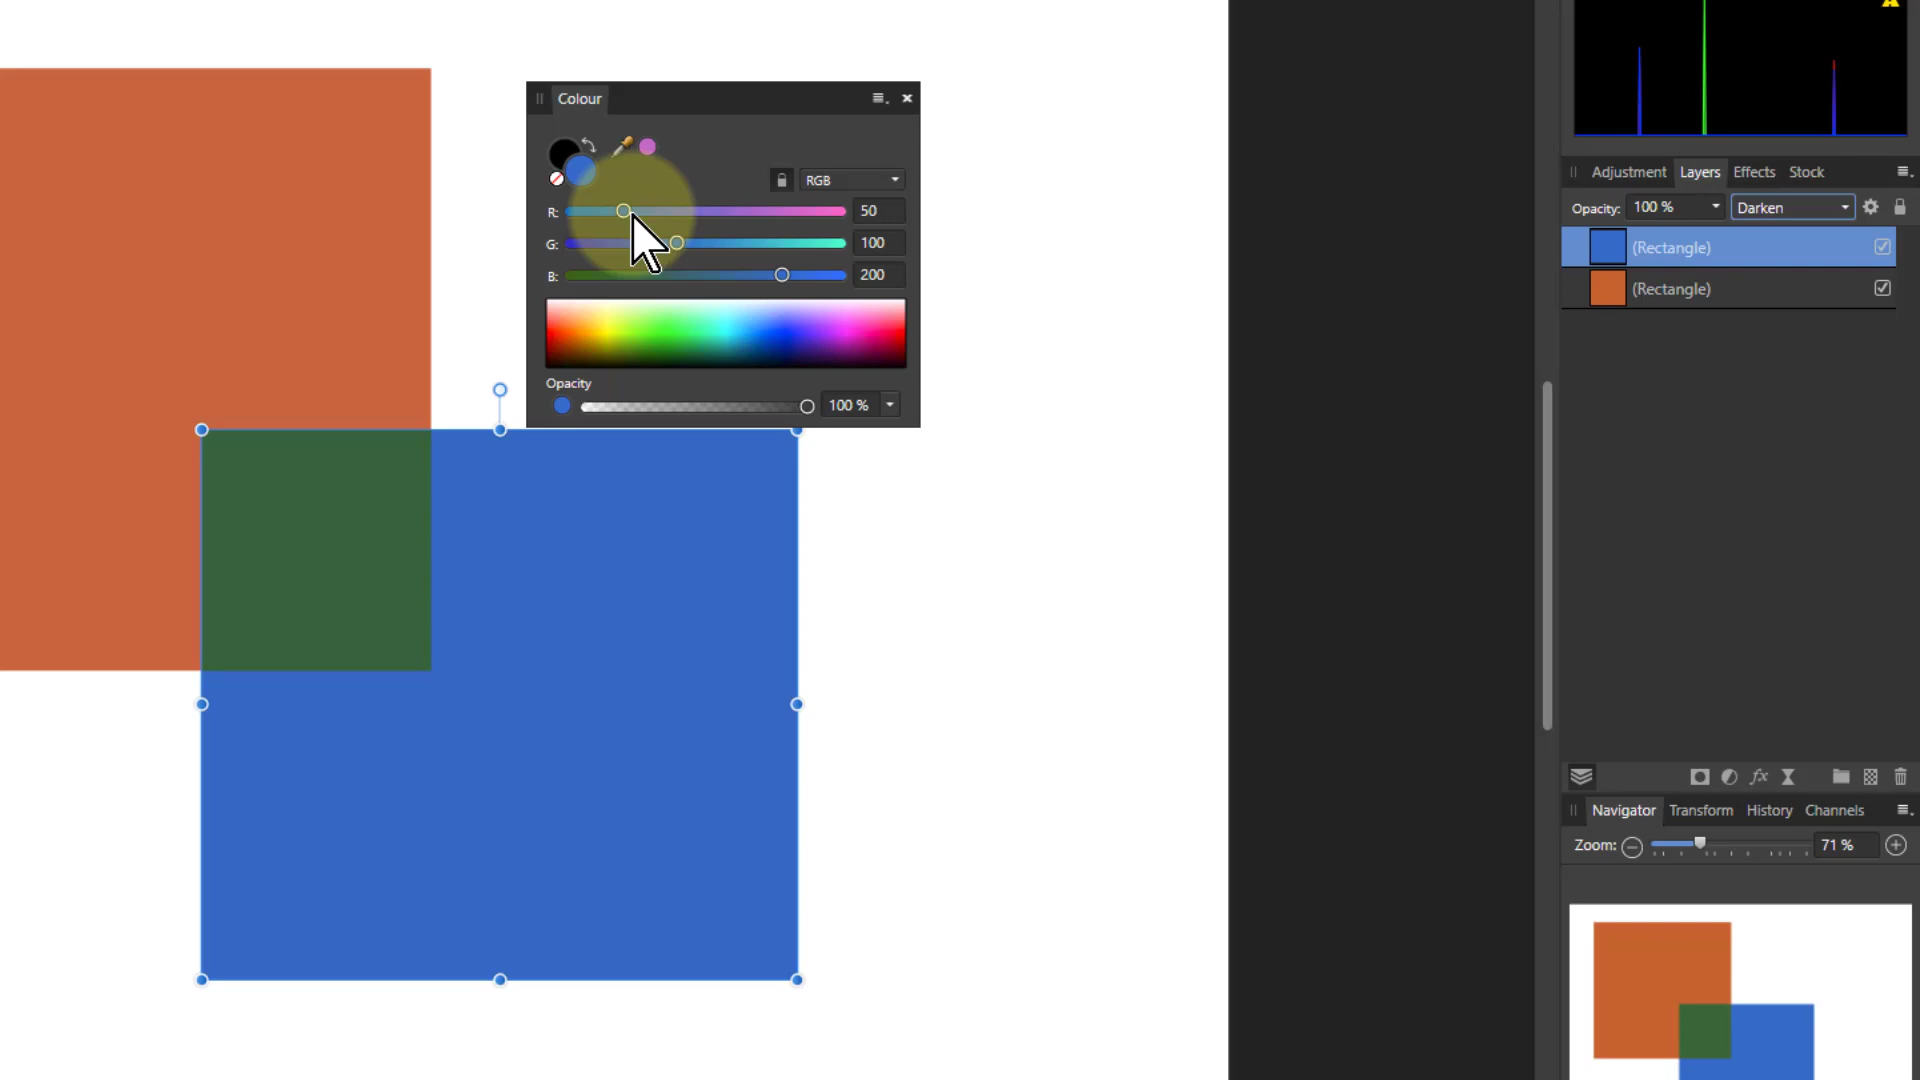 Colour
RGB
R: 50
G: 100
B: 200
Opacity
100 %
Adjustment Layers Effects Stock
Opacity: 100 % Darken
(Rectangle)
(Rectangle)
fx
Navigator Transform History Channels
Zoom: 71 %